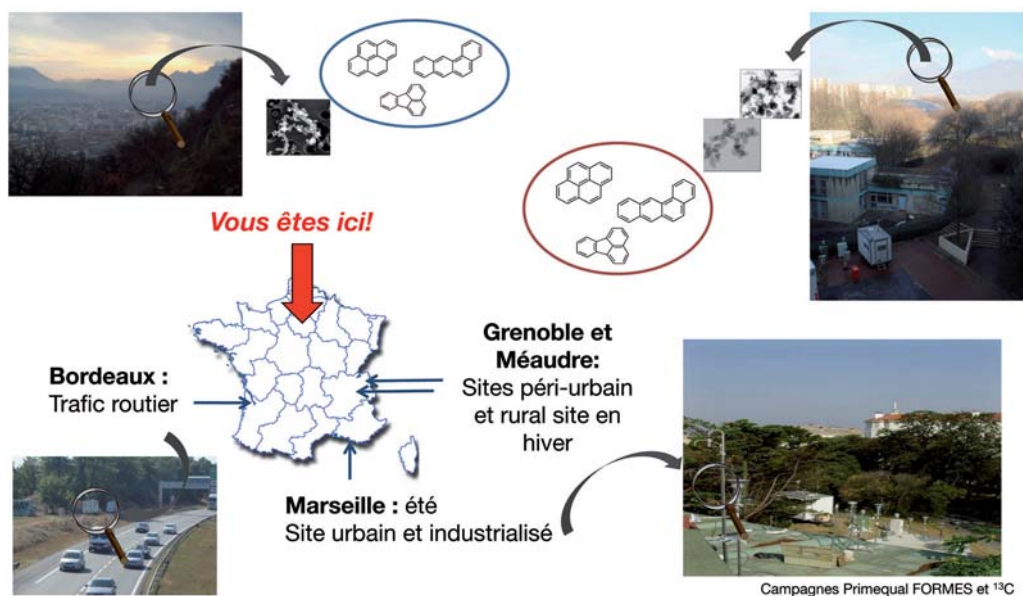 Vous êtes ici!
Bordeaux :
Trafic routier
Grenoble et
Méaudre:
Sites péri-urbain
et rural site en
hiver
Marseille : été
Site urbain et industrialisé
Campagnes Primequal FORMES et ¹³C